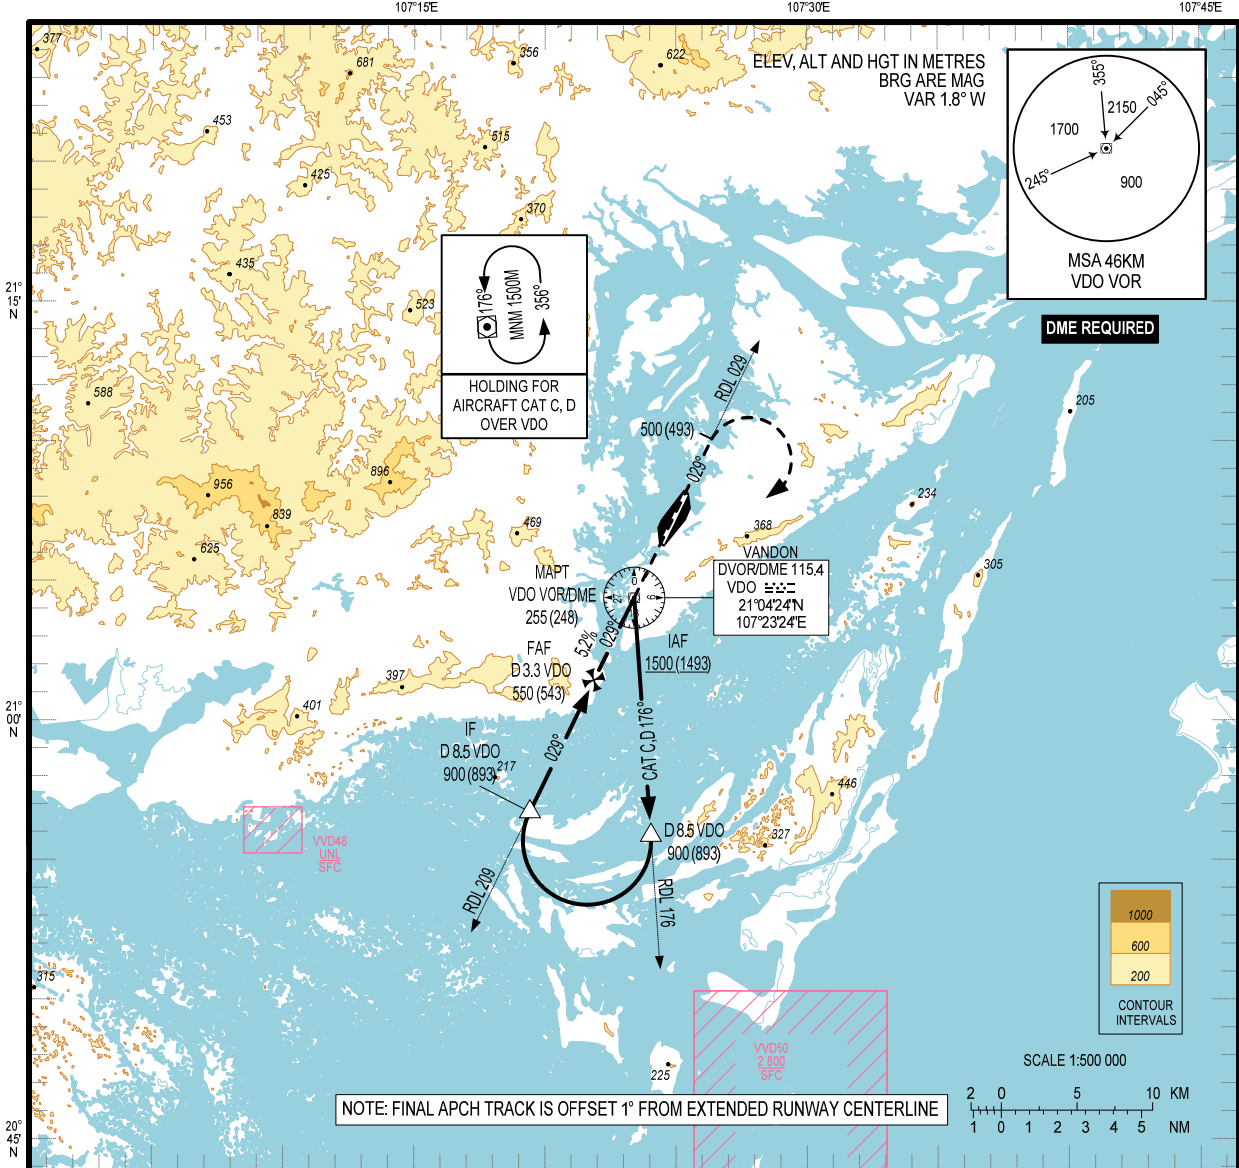 107°15'E
107°30'E
107°45'E
377
681
356
622
453
515
425
370
435
523
588
896
956
839
625
469
ELEV, ALT AND HGT IN METRES
BRG ARE MAG
VAR 1.8° W
355°
045°
2150
1700
245°
900
MSA 46KM
VDO VOR
DME REQUIRED
21
15'
N
176°
MNM 1500M
356°
HOLDING FOR
AIRCRAFT CAT C, D
OVER VDO
RDL 029
500 (493)
029°
205
234
305
368
VANDON
DVOR/DME 115.4
VDO
21°04'24"N
107°23'24"E
MAPT
VDO VOR/DME
255 (248)
5.2%
029°
FAF
D 3.3 VDO
550 (543)
IAF
1500 (1493)
397
401
21
00'
N
IF
D 8.5 VDO
900 (893)
217
029°
CAT C,D 176°
D 8.5 VDO
900 (893)
446
327
VVD48
UNL
SFC
RDL 209
RDL 176
315
1000
600
200
CONTOUR
INTERVALS
VVD50
2 800
SFC
225
SCALE 1:500 000
2 0 5 10 KM
1 0 1 2 3 4 5 NM
NOTE: FINAL APCH TRACK IS OFFSET 1° FROM EXTENDED RUNWAY CENTERLINE
20
45'
N